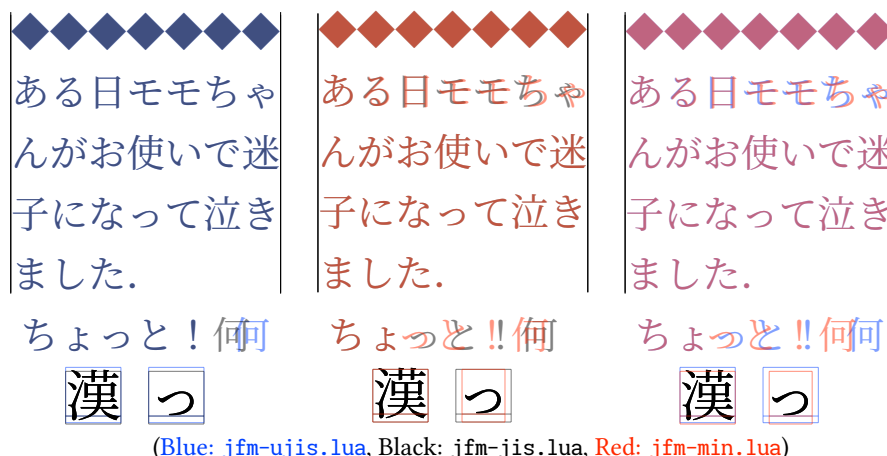 ◆◆◆◆◆◆◆
ある日モモちゃ
んがお使いで迷
子になって泣き
ました.
ちょっと！何
漢 っ
◆◆◆◆◆◆◆
ある日モモちゃ
んがお使いで迷
子になって泣き
ました.
ちょっと！何
漢 っ
◆◆◆◆◆◆◆
ある日モモちゃ
んがお使いで迷
子になって泣き
ました.
ちょっと！何
漢 っ
(Blue: jfm-ujis.lua, Black: jfm-jis.lua, Red: jfm-min.lua)